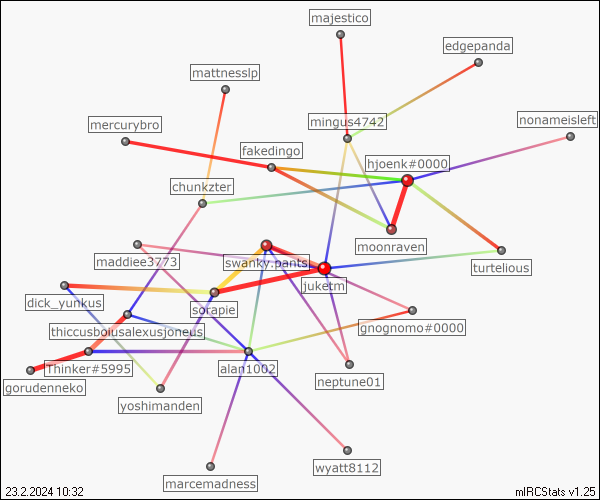 majestico
edgepanda
mattnesslp
mingus4742
nonameisleft
mercurybro
fakedingo
hjoenk#0000
chunkzter
moonraven
maddiee3773
swanky.pants.
turtelious
juketm
dick_yunkus
sorapie
thiccusboiusalexusjoneus
gnognomo#0000
Thinker#5995
alan1002
gorudenneko
neptune01
yoshimanden
wyatt8112
marcemadness
23.2.2024 10:32
mIRCStats v1.25